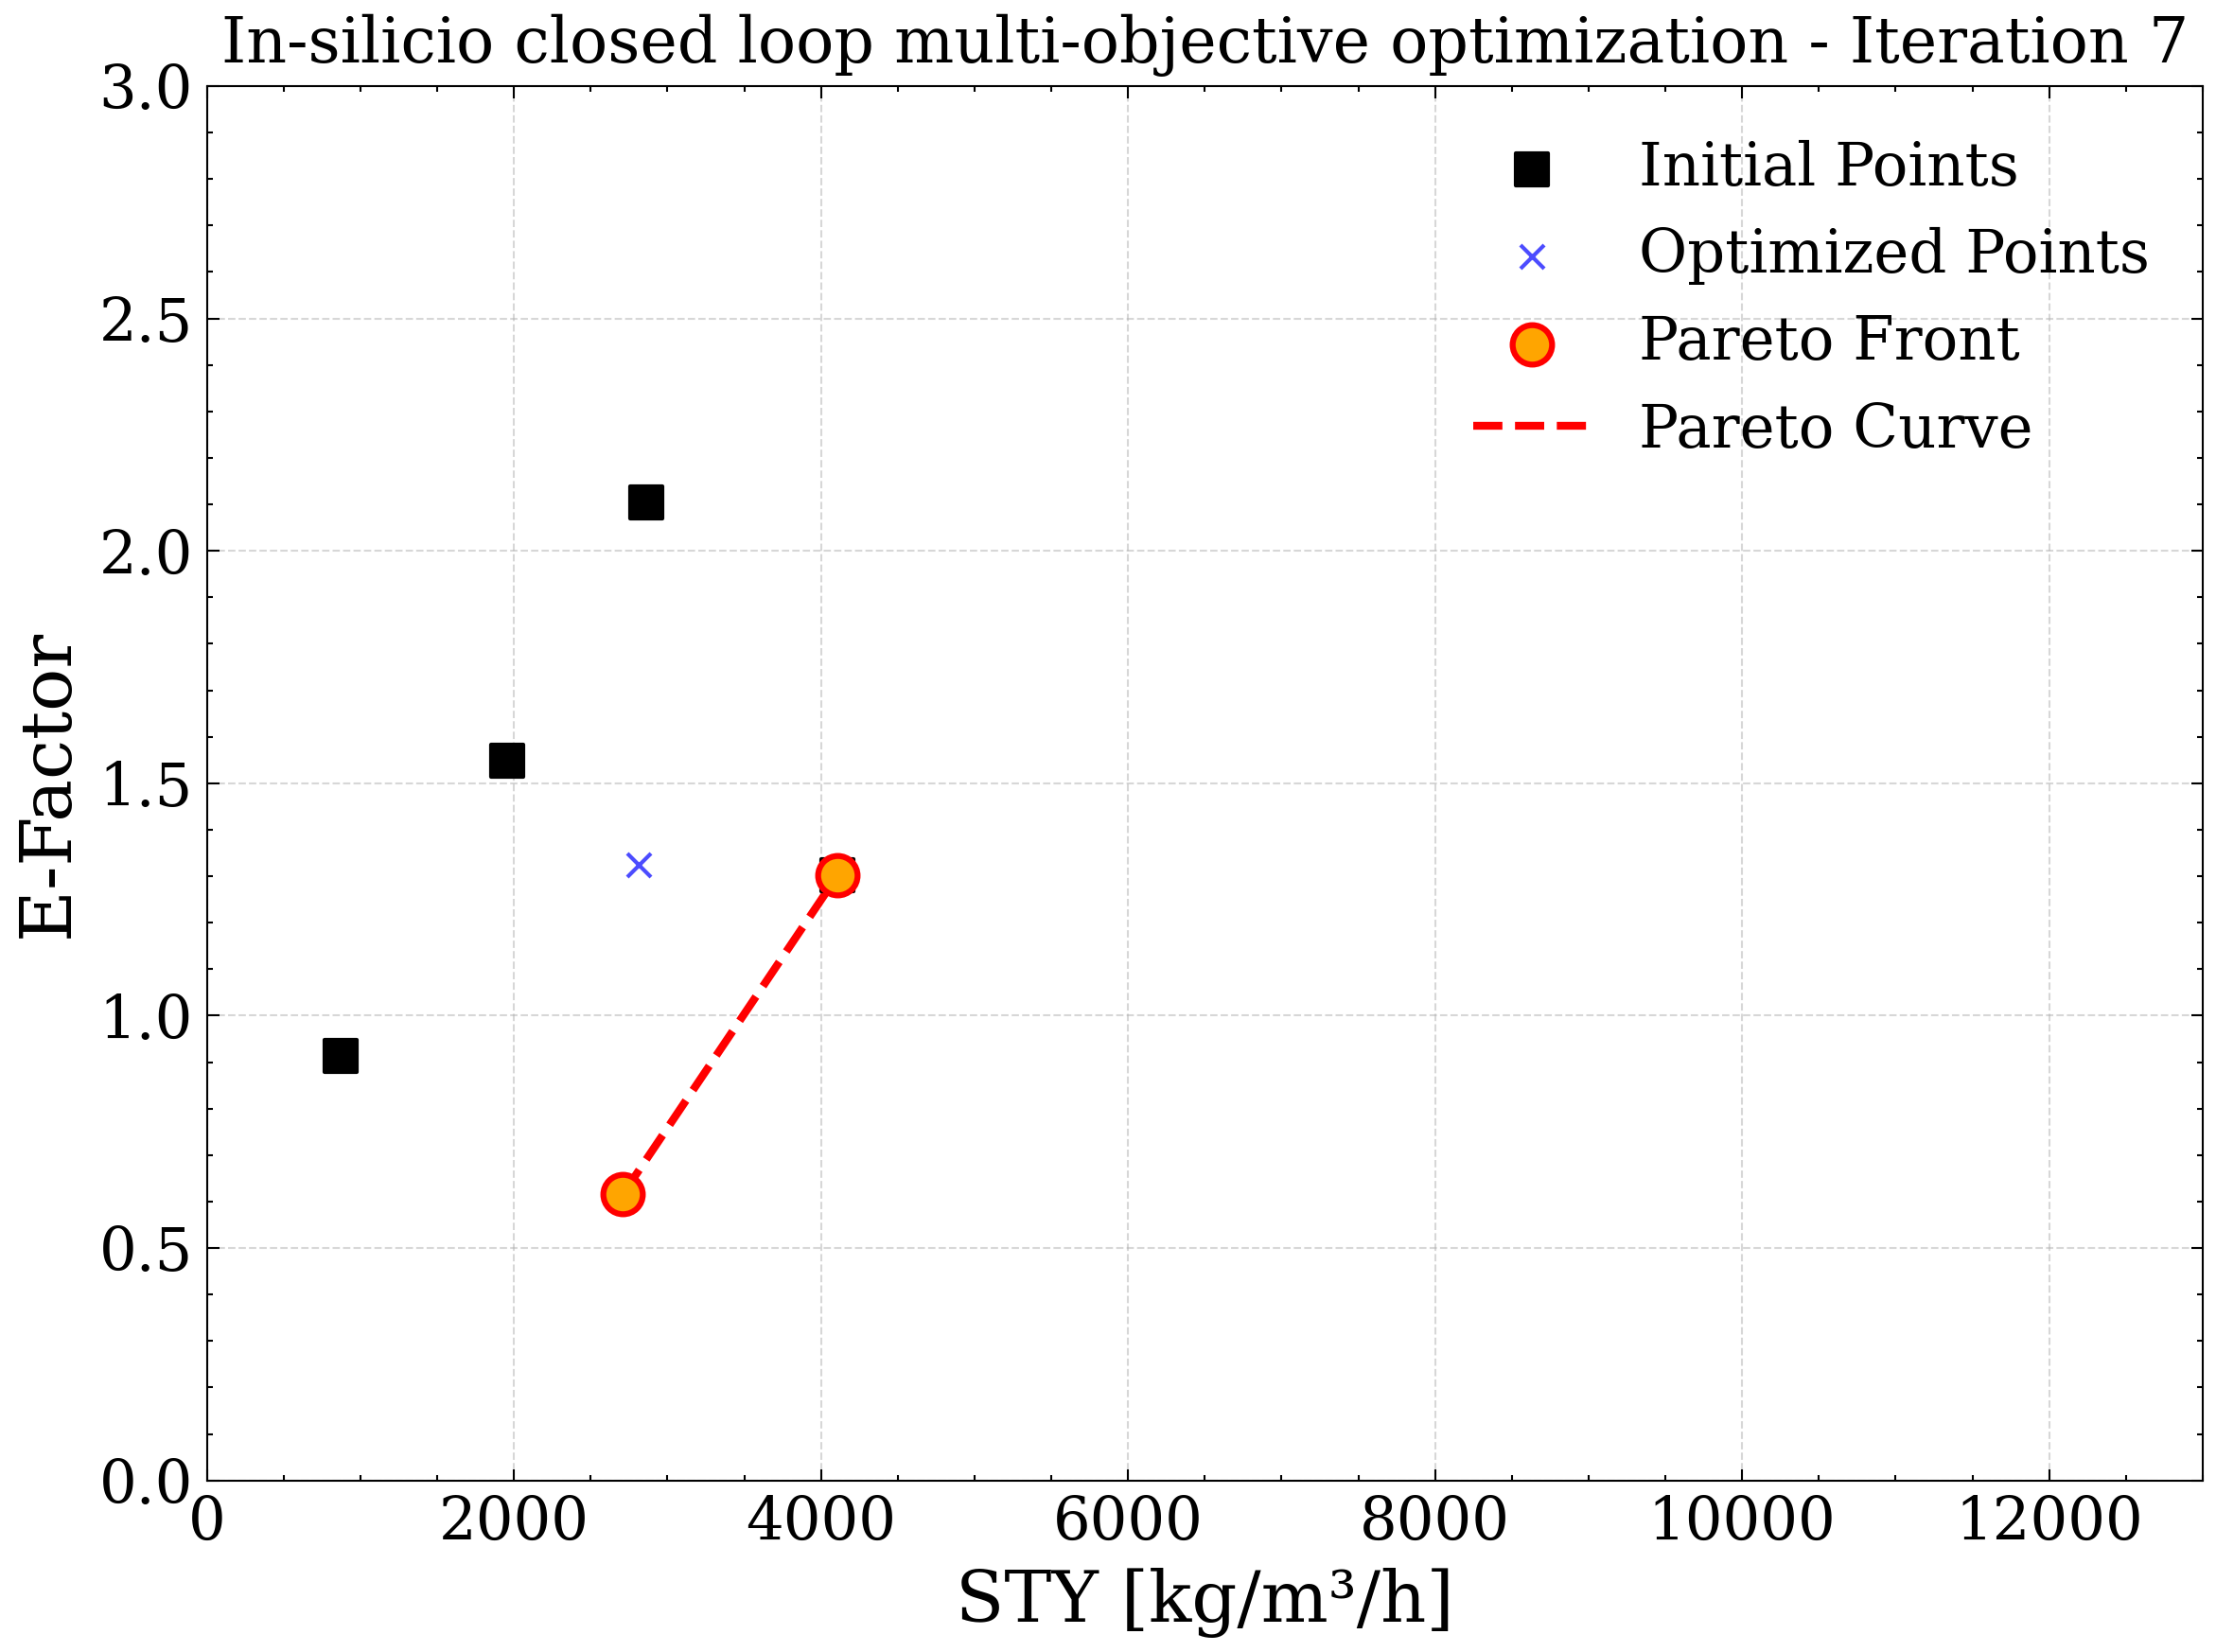 In-silicio closed loop multi-objective optimization - Iteration 7
3.0
2.5
2.0
1.5
1.0
0.5
0.0
E-Factor
Initial Points
Optimized Points
Pareto Front
Pareto Curve
0 2000 4000 6000 8000 10000 12000
STY [kg/m³/h]